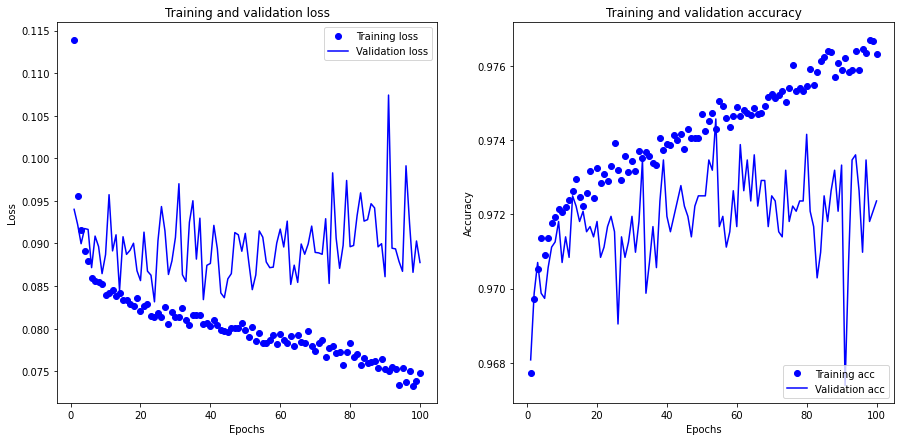 Training and validation loss
0.115
0.110
0.105
0.100
0.095
0.090
0.085
0.080
0.075
Loss
Training loss
Validation loss
0
20
40
60
80
100
Epochs
Training and validation accuracy
0.976
0.974
0.972
0.970
0.968
Accuracy
Training acc
Validation acc
0
20
40
60
80
100
Epochs